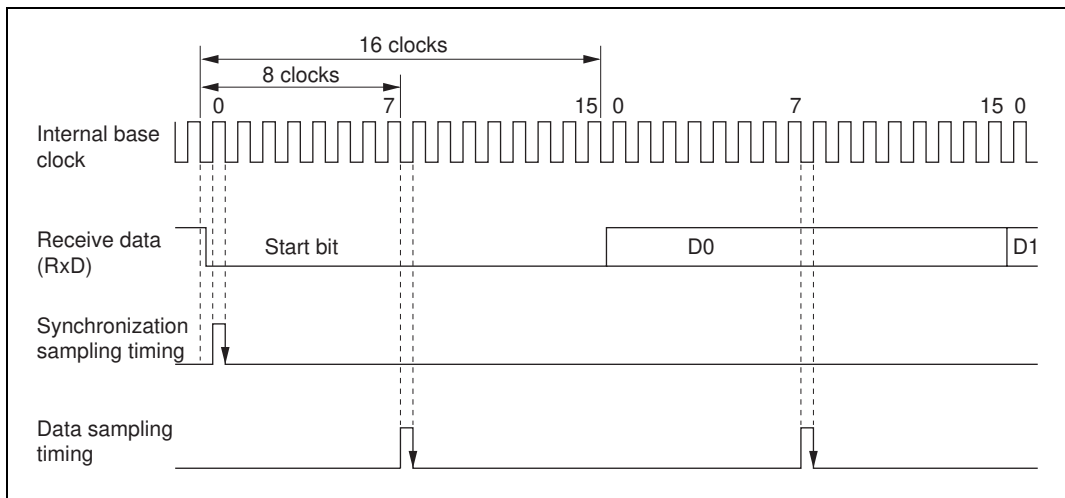 16 clocks
8 clocks
0 7 15 0 7 15 0
Internal base
clock
Receive data
(RxD)
Start bit D0 D1
Synchronization
sampling timing
Data sampling
timing